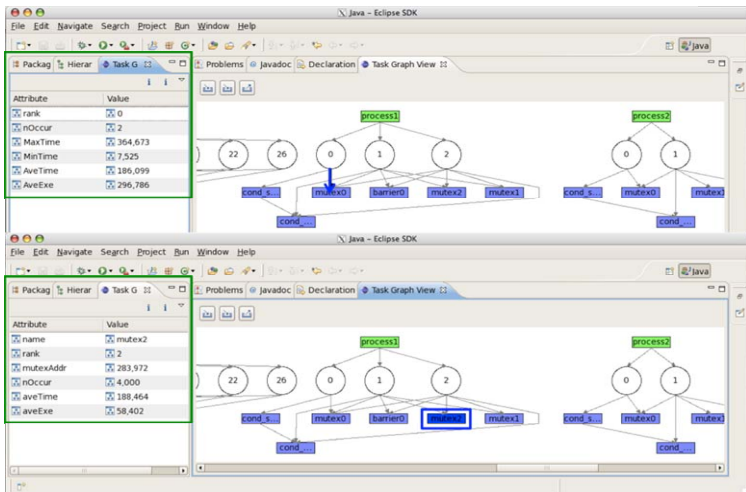 Java - Eclipse SDK
File Edit Navigate Search Project Run Window Help
Java
Packag Hierar Task G
Problems Javadoc Declaration Task Graph View
Attribute Value
rank 0
nOccur 2
MaxTime 364,673
MinTime 7,525
AveTime 186,099
AveExe 296,786
process1 process2
22 26 0 1 2 0 1
cond_s... mutex0 barrier0 mutex2 mutex1 cond_s... mutex0 mutex1
cond_... cond_...
Java - Eclipse SDK
File Edit Navigate Search Project Run Window Help
Java
Packag Hierar Task G
Problems Javadoc Declaration Task Graph View
Attribute Value
name mutex2
rank 2
mutexAddr 283,972
nOccur 4,000
aveTime 188,464
aveExe 58,402
process1 process2
22 26 0 1 2 0 1
cond_s... mutex0 barrier0 mutex2 mutex1 cond_s... mutex0 mutex1
cond_... cond_...